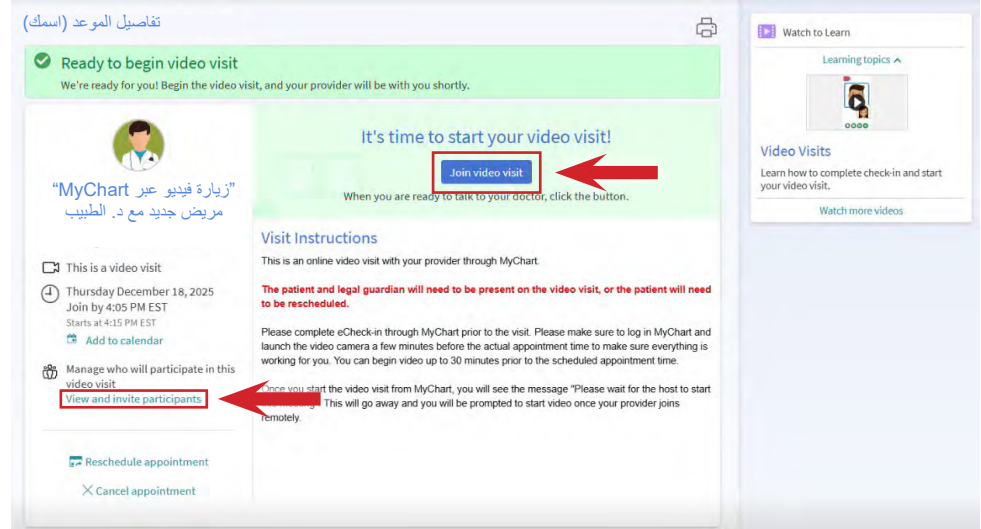 تفاصيل الموعد (اسمك)
Ready to begin video visit
We're ready for you! Begin the video visit, and your provider will be with you shortly.
"زيارة فيديو عبر MyChart"
مريض جديد مع د. الطبيب
This is a video visit
Thursday December 18, 2025
Join by 4:05 PM EST
Starts at 4:15 PM EST
Add to calendar
Manage who will participate in this
video visit
View and invite participants
Reschedule appointment
Cancel appointment
It's time to start your video visit!
Join video visit
When you are ready to talk to your doctor, click the button.
Visit Instructions
This is an online video visit with your provider through MyChart.
The patient and legal guardian will need to be present on the video visit, or the patient will need
to be rescheduled.
Please complete eCheck-in through MyChart prior to the visit. Please make sure to log in MyChart and
launch the video camera a few minutes before the actual appointment time to make sure everything is
working for you. You can begin video up to 30 minutes prior to the scheduled appointment time.
Once you start the video visit from MyChart, you will see the message "Please wait for the host to start
This will go away and you will be prompted to start video once your provider joins
remotely.
Watch to Learn
Learning topics
Video Visits
Learn how to complete check-in and start
your video visit.
Watch more videos